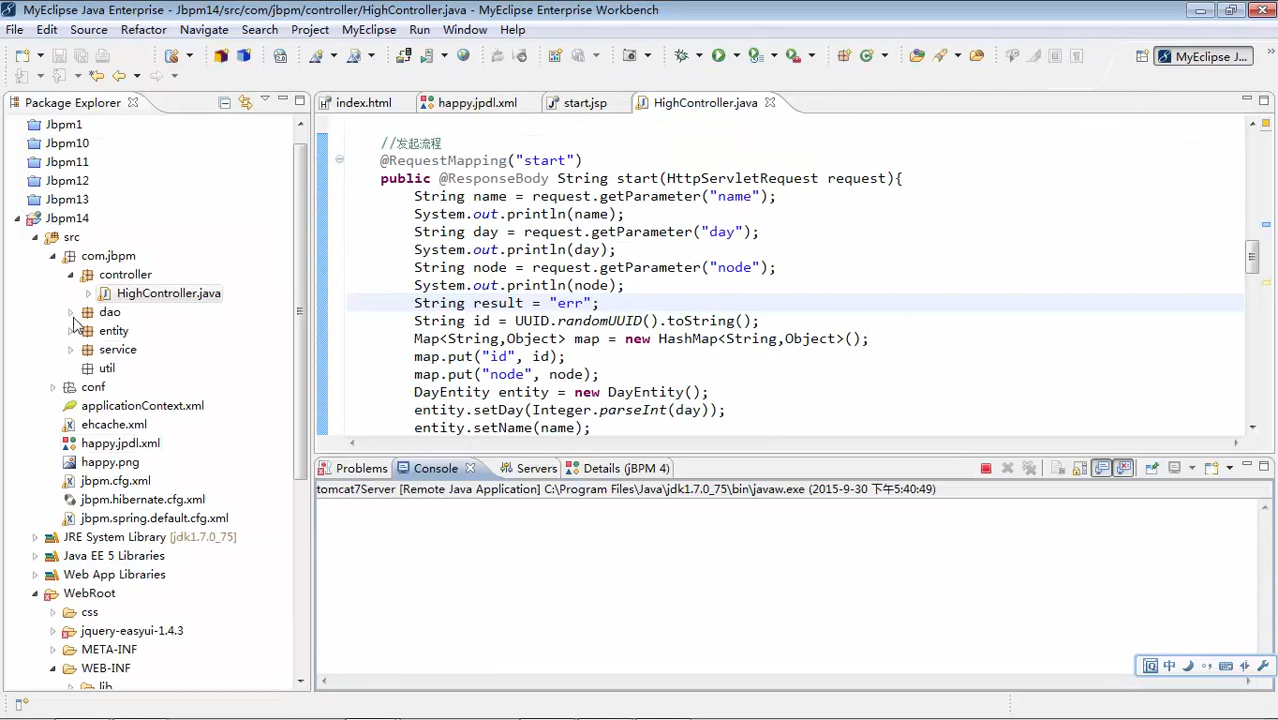 MyEclipse Java Enterprise - Jbpm14/src/com/jbpm/controller/HighController.java - MyEclipse Enterprise Workbench
File Edit Source Refactor Navigate Search Project MyEclipse Run Window Help
MyEclipse J...
Package Explorer
index.html happy.jpdl.xml start.jsp HighController.java
Jbpm1
Jbpm10
Jbpm11
Jbpm12
Jbpm13
Jbpm14
src
com.jbpm
controller
HighController.java
dao
entity
service
util
conf
applicationContext.xml
ehcache.xml
happy.jpdl.xml
happy.png
jbpm.cfg.xml
jbpm.hibernate.cfg.xml
jbpm.spring.default.cfg.xml
JRE System Library [jdk1.7.0_75]
Java EE 5 Libraries
Web App Libraries
WebRoot
css
jquery-easyui-1.4.3
META-INF
WEB-INF
lib
//发起流程
@RequestMapping("start")
public @ResponseBody String start(HttpServletRequest request){
String name = request.getParameter("name");
System.out.println(name);
String day = request.getParameter("day");
System.out.println(day);
String node = request.getParameter("node");
System.out.println(node);
String result = "err";
String id = UUID.randomUUID().toString();
Map<String,Object> map = new HashMap<String,Object>();
map.put("id", id);
map.put("node", node);
DayEntity entity = new DayEntity();
entity.setDay(Integer.parseInt(day));
entity.setName(name);
Problems Console Servers Details (jBPM 4)
tomcat7Server [Remote Java Application] C:\Program Files\Java\jdk1.7.0_75\bin\javaw.exe (2015-9-30 下午5:40:49)
中